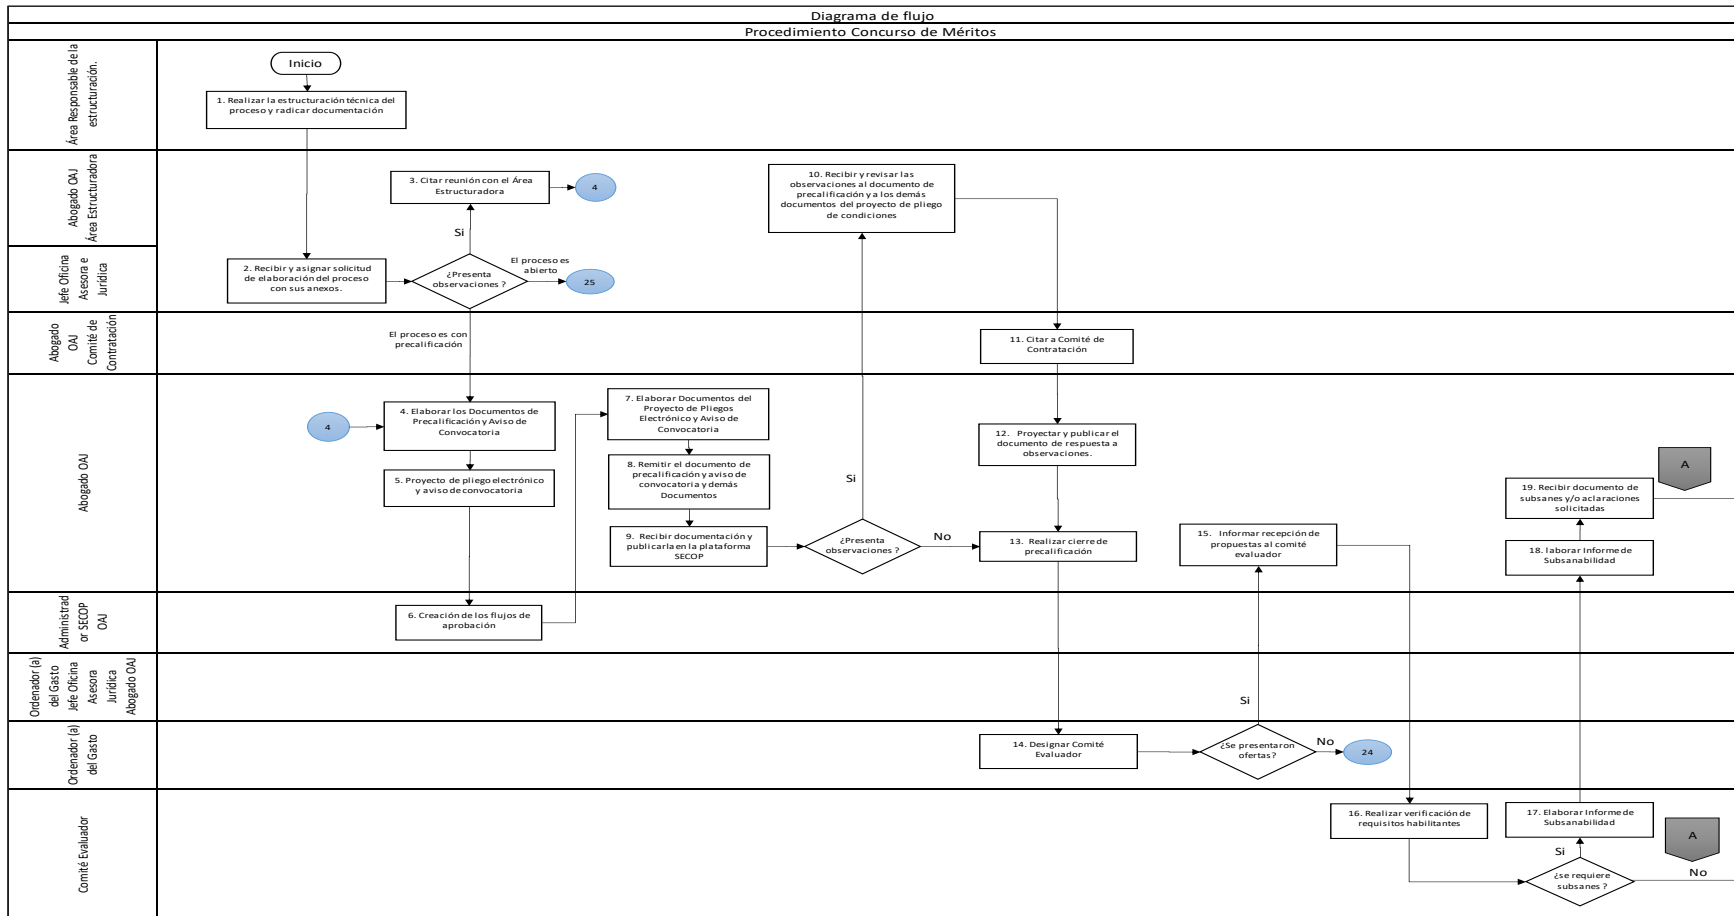 Diagrama de flujo
Procedimiento Concurso de Méritos
Área Responsable de la
estructuración.
Inicio
1. Realizar la estructuración técnica del
proceso y radicar documentación
Abogado OAJ
Área Estructuradora
3. Citar reunión con el Área
Estructuradora
4
10. Recibir y revisar las
observaciones al documento de
precalificación y a los demás
documentos del proyecto de pliego
de condiciones
Si
Jefe Oficina
Asesora e
Jurídica
2. Recibir y asignar solicitud
de elaboración del proceso
con sus anexos.
¿Presenta
observaciones ?
El proceso es
abierto
25
Abogado
OAJ
Comité de
Contratación
El proceso es con
precalificación
11. Citar a Comité de
Contratación
Abogado OAJ
4
4. Elaborar los Documentos de
Precalificación y Aviso de
Convocatoria
5. Proyecto de pliego electrónico
y aviso de convocatoria
7. Elaborar Documentos del
Proyecto de Pliegos
Electrónico y Aviso de
Convocatoria
8. Remitir el documento de
precalificación y aviso de
convocatoria y demás
Documentos
9. Recibir documentación y
publicarla en la plataforma
SECOP
Si
¿Presenta
observaciones ?
No
12. Proyectar y publicar el
documento de respuesta a
observaciones.
13. Realizar cierre de
precalificación
15. Informar recepción de
propuestas al comité
evaluador
19. Recibir documento de
subsanes y/o aclaraciones
solicitadas
A
18. laborar Informe de
Subsanabilidad
Administrad
or SECOP
OAJ
6. Creación de los flujos de
aprobación
Ordenador (a)
del Gasto
Jefe Oficina
Asesora
Jurídica
Abogado OAJ
Si
Ordenador (a)
del Gasto
14. Designar Comité
Evaluador
¿Se presentaron
ofertas?
No
24
Comité Evaluador
16. Realizar verificación de
requisitos habilitantes
17. Elaborar Informe de
Subsanabilidad
A
Si
¿se requiere
subsanes ?
No